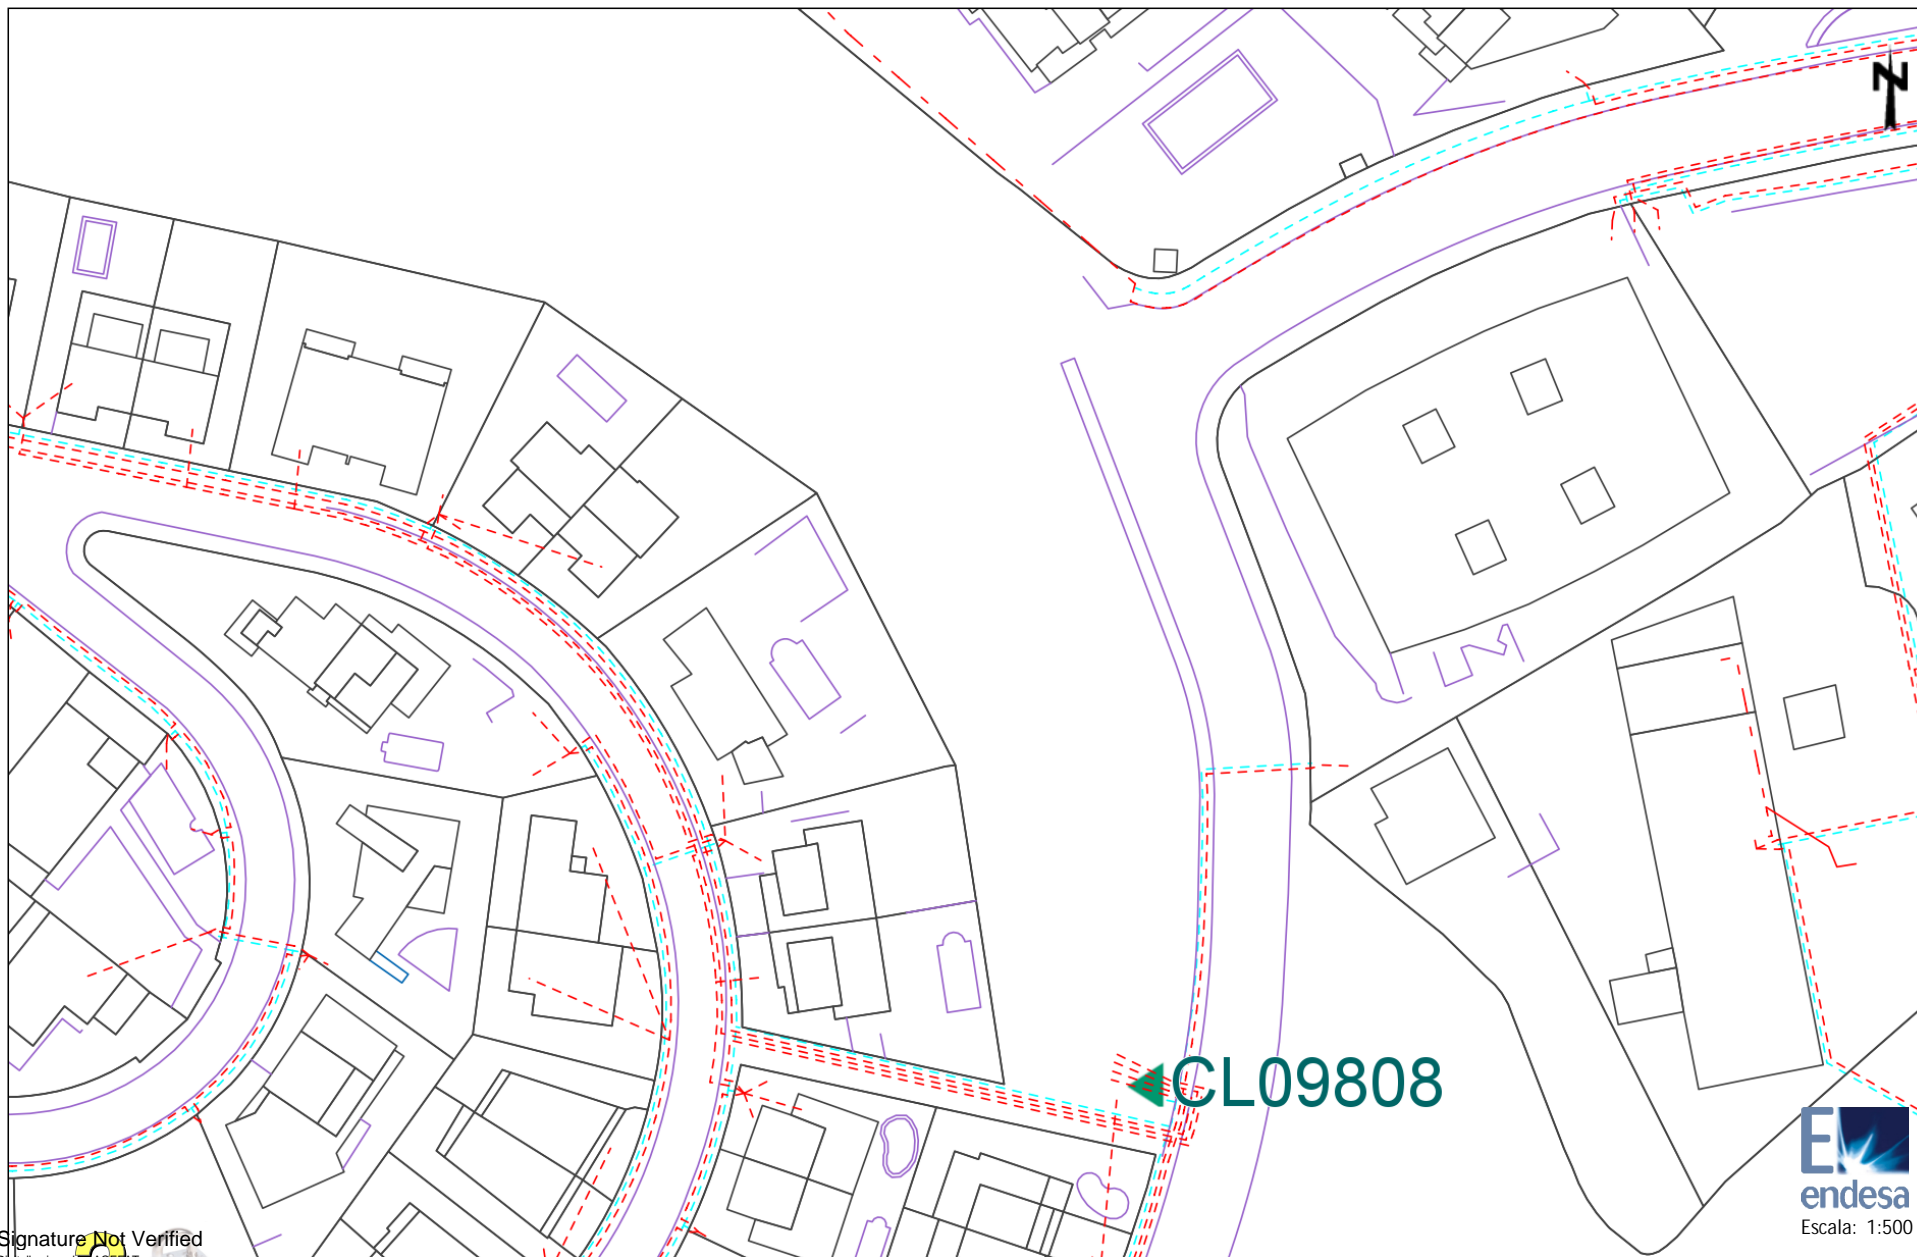 N
CL09808
endesa
Escala: 1:500
Signature Not Verified